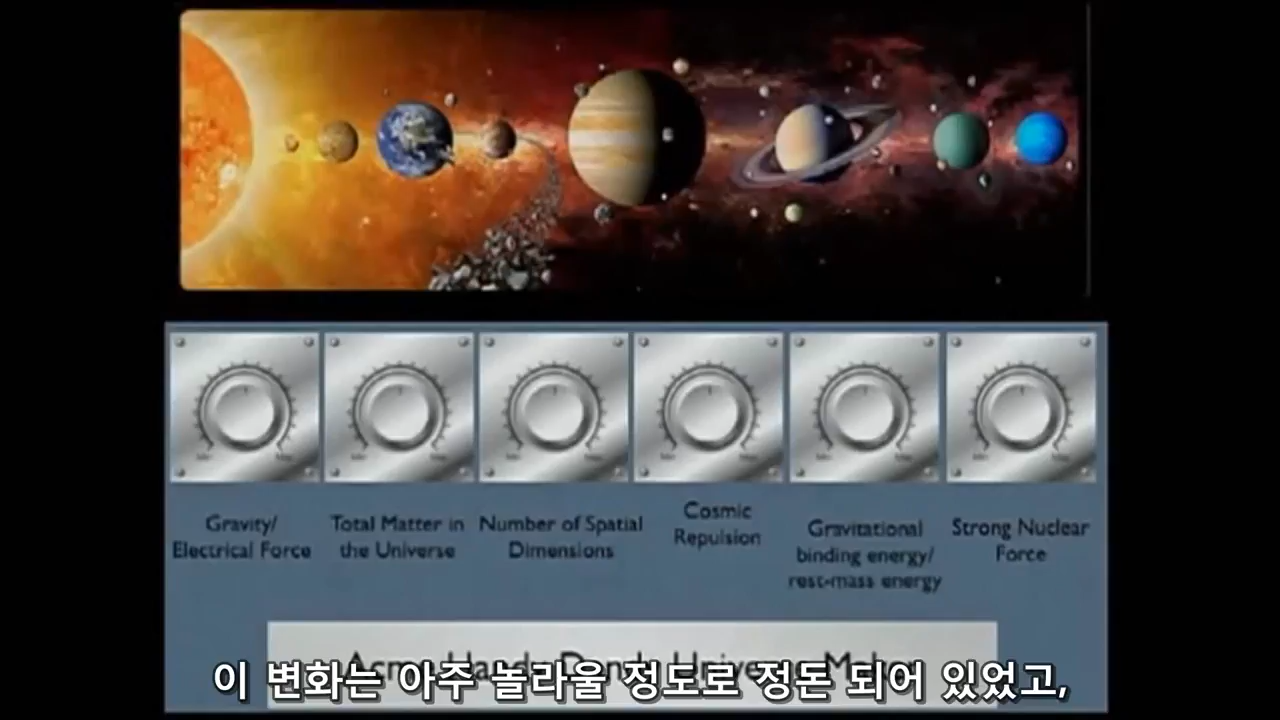 Gravity/
Electrical Force
Total Matter in
the Universe
Number of Spatial
Dimensions
Cosmic
Repulsion
Gravitational
binding energy/
rest-mass energy
Strong Nuclear
Force
이 변화는 아주 놀라울 정도로 정돈 되어 있었고,